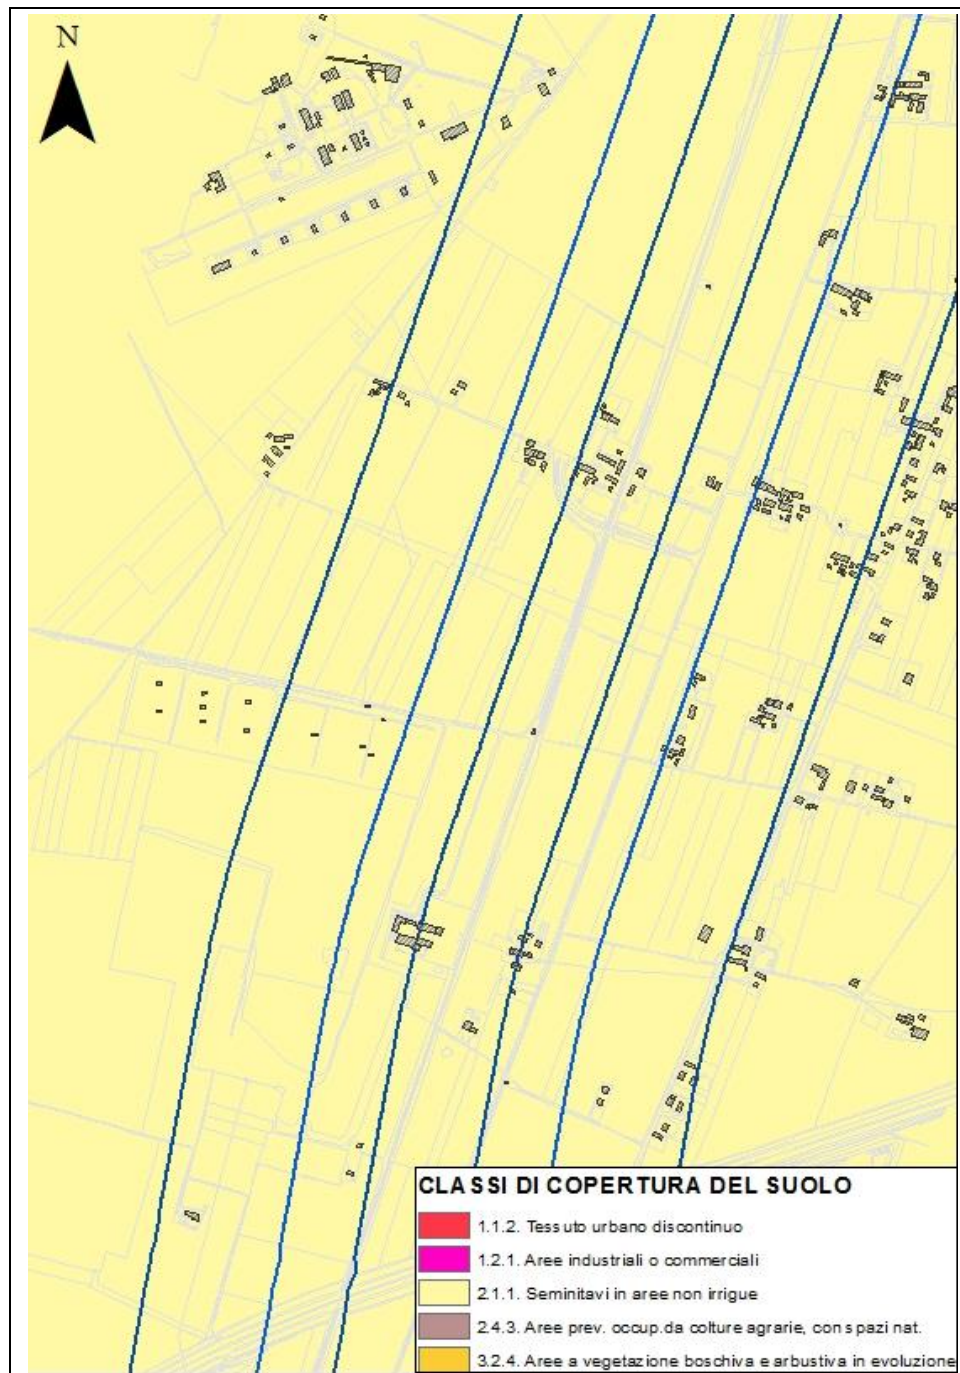 N
CLASSI DI COPERTURA DEL SUOLO
1.1.2. Tessuto urbano discontinuo
1.2.1. Aree industriali o commerciali
2.1.1. Seminitavi in aree non irrigue
2.4.3. Aree prev. occup.da colture agrarie, con spazi nat.
3.2.4. Aree a vegetazione boschiva e arbustiva in evoluzione